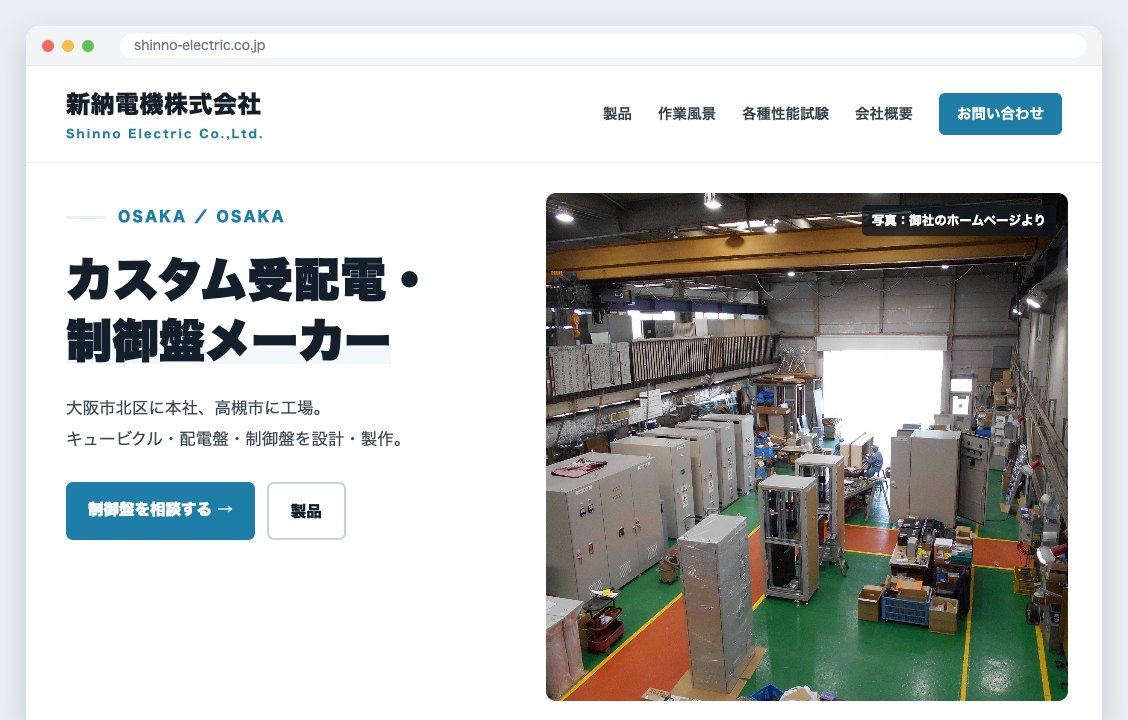 shinno-electric.co.jp
新納電機株式会社
Shinno Electric Co.,Ltd.
製品
作業風景
各種性能試験
会社概要
お問い合わせ
OSAKA ／ OSAKA
カスタム受配電・
制御盤メーカー
大阪市北区に本社、高槻市に工場。
キュービクル・配電盤・制御盤を設計・製作。
制御盤を相談する →
製品
写真：御社のホームページより